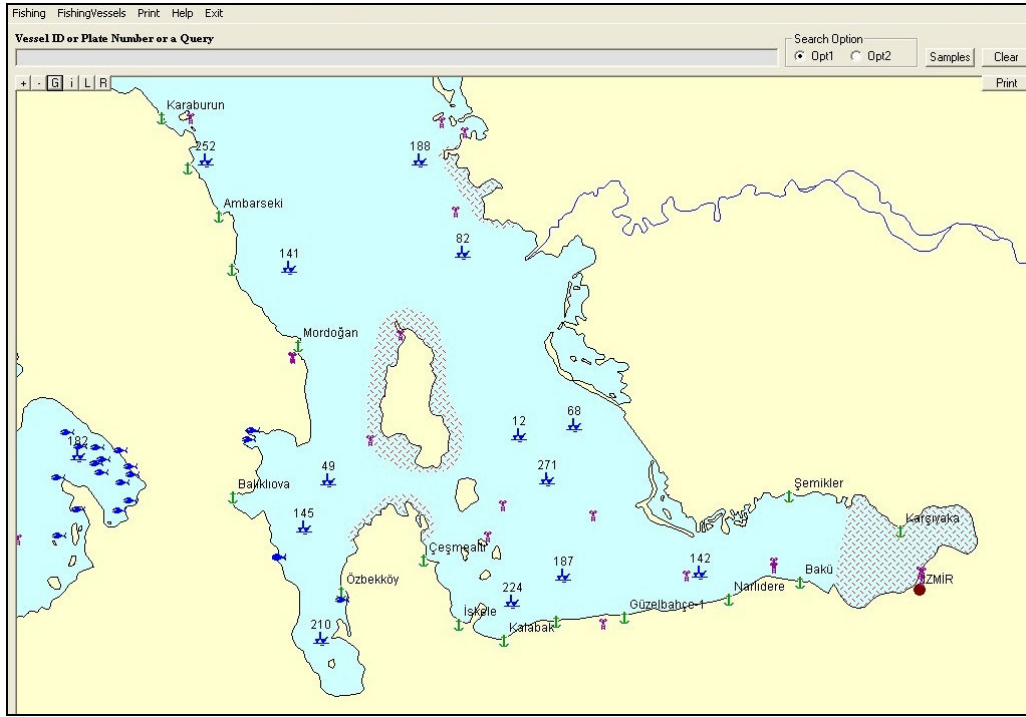 Fishing FishingVessels Print Help Exit
Vessel ID or Plate Number or a Query
Search Option
Opt1 Opt2
Samples
Clear
+ - G i L R
Print
Karaburun
252
188
Ambarseki
82
141
Mordoğan
12
68
182
49
271
Balıklıova
Şemikler
145
Karşıyaka
Çeşmealtı
187
142
Bakü
İZMİR
Özbekköy
224
Narlıdere
İskele
Güzelbahçe-1
210
Kalabak